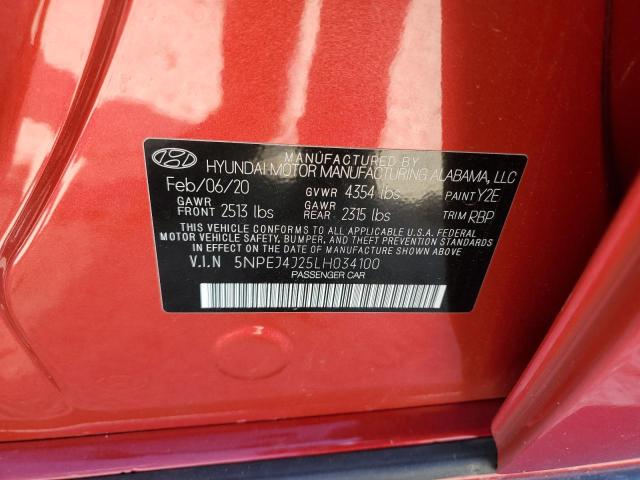 MANUFACTURED BY
HYUNDAI MOTOR MANUFACTURING ALABAMA, LLC
Feb/06/20 GVWR 4354 lbs PAINT Y2E
GAWR FRONT 2513 lbs GAWR REAR 2315 lbs TRIM RBP
THIS VEHICLE CONFORMS TO ALL APPLICABLE U.S.A. FEDERAL
MOTOR VEHICLE SAFETY, BUMPER, AND THEFT PREVENTION STANDARDS
IN EFFECT ON THE DATE OF MANUFACTURE SHOWN ABOVE.
V.I.N 5NPEJ4J25LH034100
PASSENGER CAR